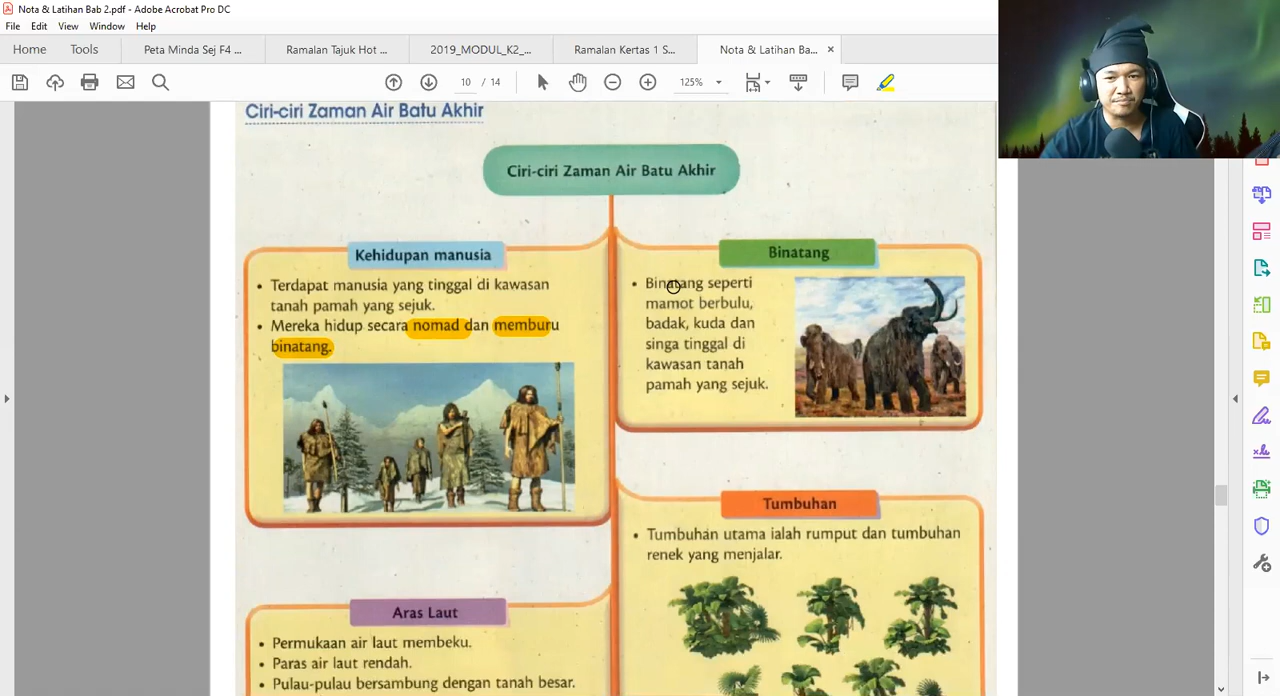 Nota & Latihan Bab 2.pdf - Adobe Acrobat Pro DC
File Edit View Window Help
Home Tools Peta Minda Sej F4 ... Ramalan Tajuk Hot ... 2019_MODUL_K2_... Ramalan Kertas 1 S... Nota & Latihan Ba... ×
10 / 14 125%
Ciri-ciri Zaman Air Batu Akhir
Ciri-ciri Zaman Air Batu Akhir
Kehidupan manusia
• Terdapat manusia yang tinggal di kawasan
tanah pamah yang sejuk.
• Mereka hidup secara nomad dan memburu
binatang.
Binatang
• Binatang seperti
mamot berbulu,
badak, kuda dan
singa tinggal di
kawasan tanah
pamah yang sejuk.
Tumbuhan
• Tumbuhan utama ialah rumput dan tumbuhan
renek yang menjalar.
Aras Laut
• Permukaan air laut membeku.
• Paras air laut rendah.
• Pulau-pulau bersambung dengan tanah besar.